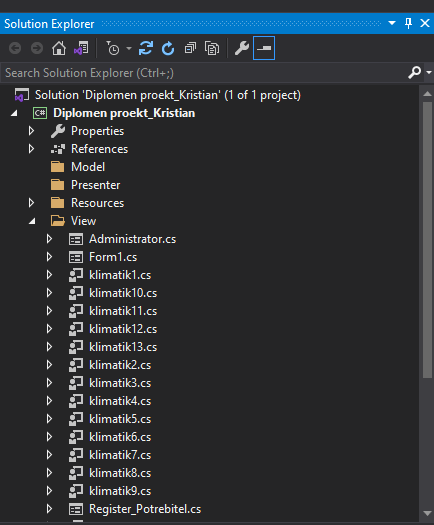 Solution Explorer
Search Solution Explorer (Ctrl+;)
Solution 'Diplomen proekt_Kristian' (1 of 1 project)
C# Diplomen proekt_Kristian
Properties
References
Model
Presenter
Resources
View
Administrator.cs
Form1.cs
klimatik1.cs
klimatik10.cs
klimatik11.cs
klimatik12.cs
klimatik13.cs
klimatik2.cs
klimatik3.cs
klimatik4.cs
klimatik5.cs
klimatik6.cs
klimatik7.cs
klimatik8.cs
klimatik9.cs
Register_Potrebitel.cs